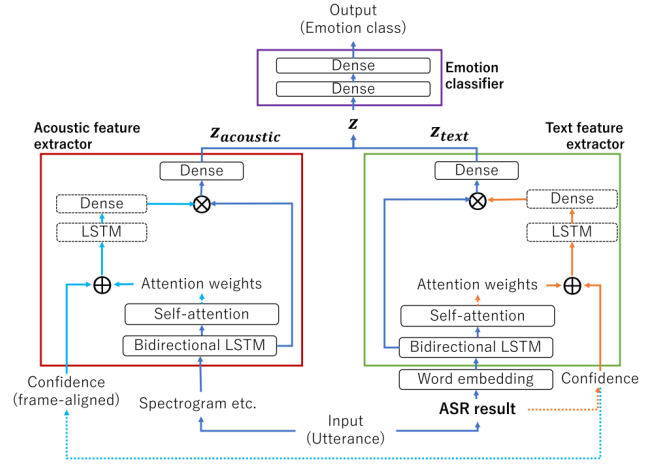 Output
(Emotion class)
Dense
Dense
Emotion
classifier
Acoustic feature
extractor
z_acoustic
z
z_text
Text feature
extractor
Dense
Dense
Dense
LSTM
Dense
LSTM
Attention weights
Attention weights
Self-attention
Self-attention
Bidirectional LSTM
Bidirectional LSTM
Word embedding
Confidence
(frame-aligned)
Confidence
Spectrogram etc.
ASR result
Input
(Utterance)